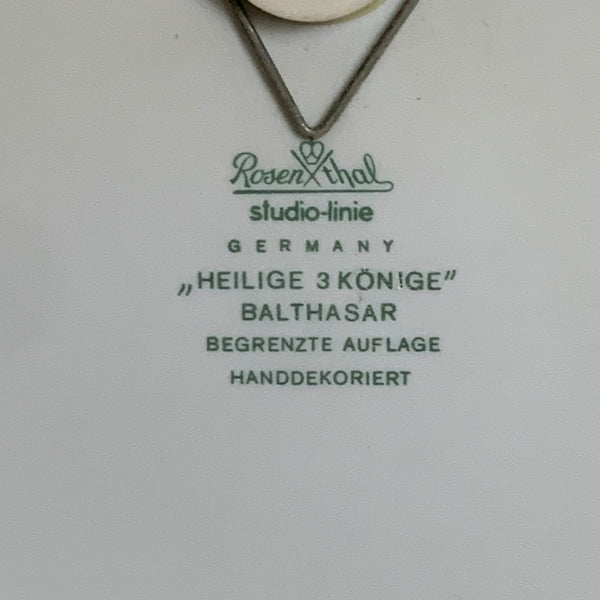 Rosenthal
studio-linie
GERMANY
„HEILIGE 3 KÖNIGE”
BALTHASAR
BEGRENZTE AUFLAGE
HANDDEKORIERT